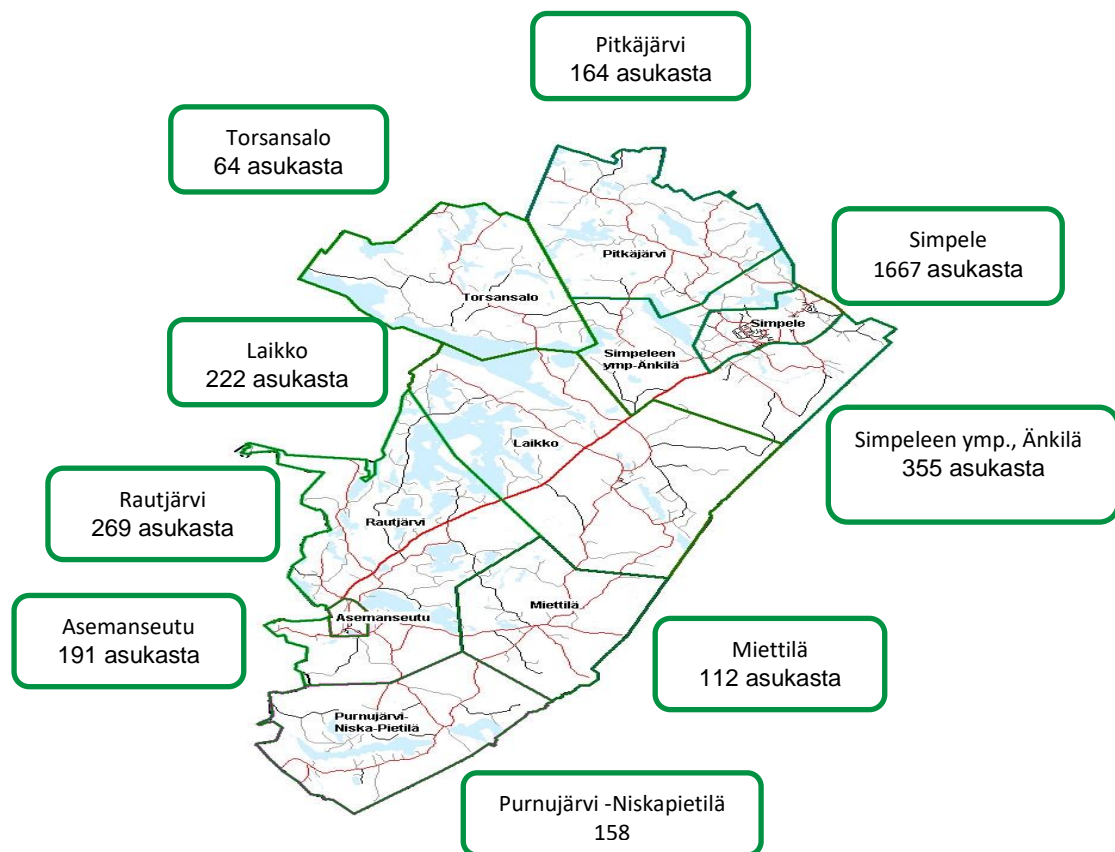 Pitkäjärvi
164 asukasta
Torsansalo
64 asukasta
Simpele
1667 asukasta
Pitkäjärvi
Torsansalo
Simpele
Laikko
222 asukasta
Simpeleen
ymp-Änkilä
Laikko
Simpeleen ymp., Änkilä
355 asukasta
Rautjärvi
269 asukasta
Rautjärvi
Miettilä
Asemanseutu
Asemanseutu
191 asukasta
Miettilä
112 asukasta
Purnujärvi-
Niska-Pietilä
Purnujärvi -Niskapietilä
158